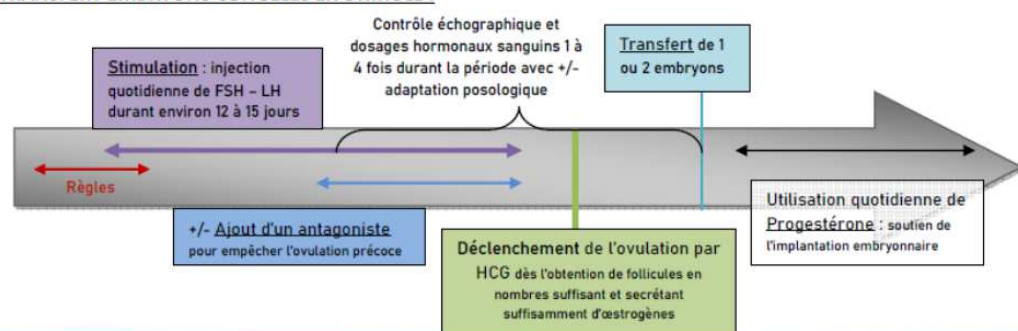 Contrôle échographique et
dosages hormonaux sanguins 1 à
4 fois durant la période avec +/-
adaptation posologique
Transfert de 1
ou 2 embryons
Stimulation : injection
quotidienne de FSH – LH
durant environ 12 à 15 jours
Règles
+/- Ajout d'un antagoniste
pour empêcher l'ovulation précoce
Déclenchement de l'ovulation par
HCG dès l'obtention de follicules en
nombres suffisant et secrétant
suffisamment d'œstrogènes
Utilisation quotidienne de
Progestérone : soutien de
l'implantation embryonnaire